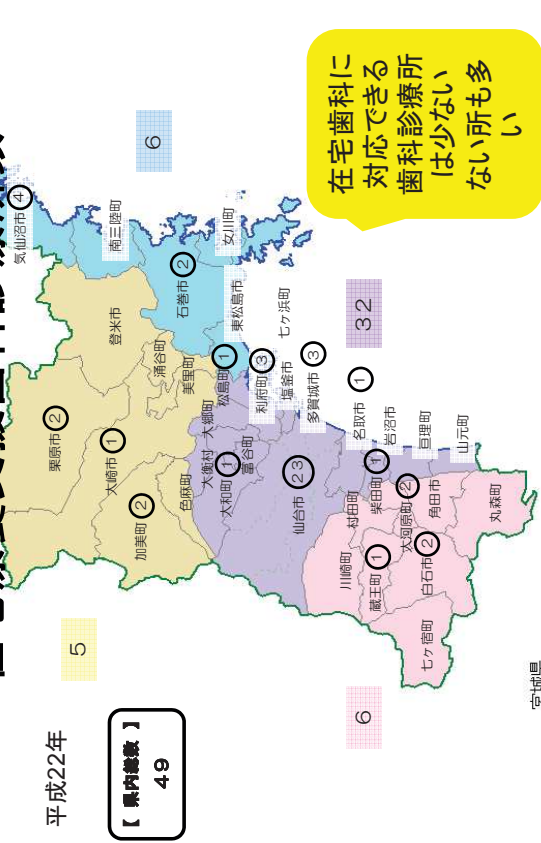 平成22年
【 県内総数 】
49
5
6
6
32
気仙沼市 ④
南三陸町
栗原市 ②
登米市
石巻市 ②
女川町
大崎市 ①
涌谷町
美里町
東松島市
加美町 ②
色麻町
大衡村
大郷町
松島町 ①
大和町 ①
富谷町
利府町 ③
塩釜市
七ヶ浜町
仙台市 23
多賀城市 ③
名取市 ①
川崎町
村田町
柴田町 ①
岩沼市
亘理町
蔵王町 ①
大河原町 ②
角田市
山元町
七ヶ宿町
白石市 ②
丸森町
在宅歯科に
対応できる
歯科診療所
は少ない
ない所も多
い
宮城県